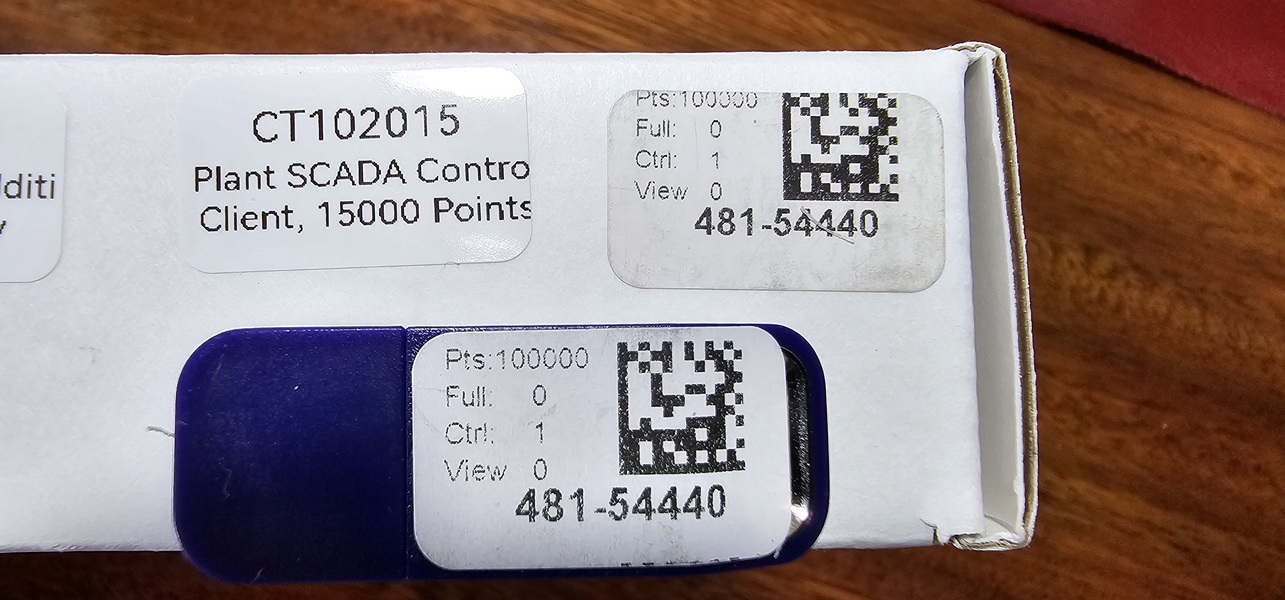 CT102015
Plant SCADA Contro
Client, 15000 Points
Pts:100000
Full: 0
Ctrl: 1
View 0
481-54440
Pts:100000
Full: 0
Ctrl: 1
View 0
481-54440